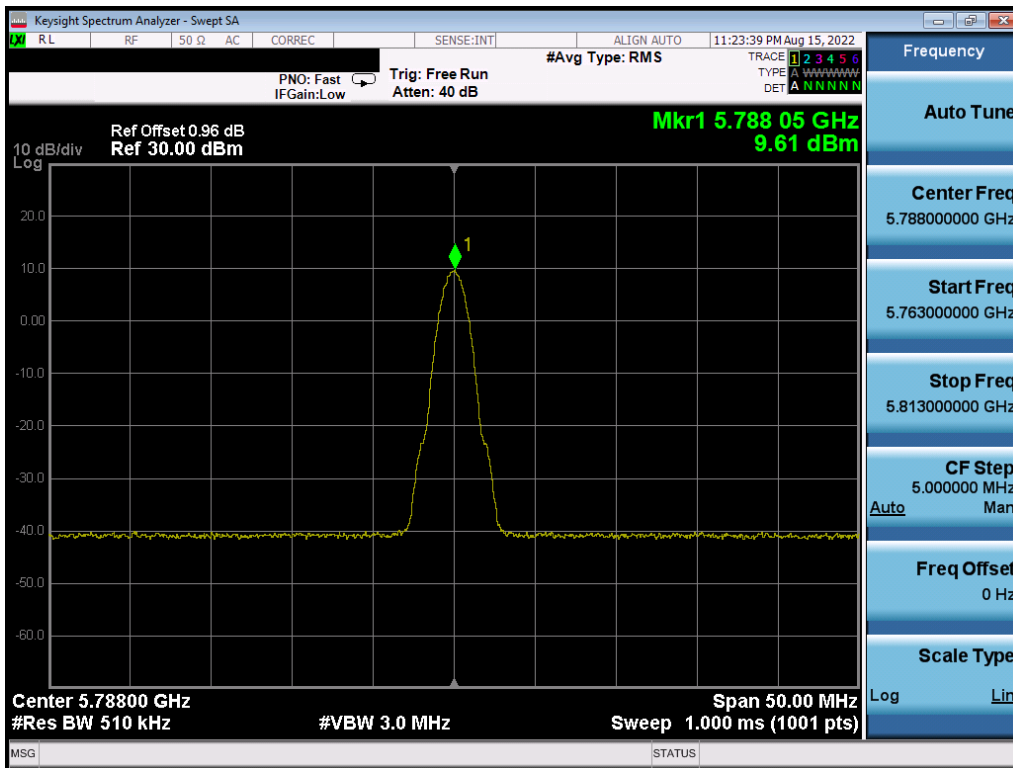 Keysight Spectrum Analyzer - Swept SA
LXI RL RF 50 Ω AC CORREC SENSE:INT ALIGN AUTO 11:23:39 PM Aug 15, 2022
Frequency
#Avg Type: RMS
TRACE 1 2 3 4 5 6
PNO: Fast Trig: Free Run
TYPE A WWWWW
IFGain:Low Atten: 40 dB
DET A N N N N N
Auto Tune
Mkr1 5.788 05 GHz
9.61 dBm
Ref Offset 0.96 dB
10 dB/div Ref 30.00 dBm
Log
1
20.0
10.0
0.00
-10.0
-20.0
-30.0
-40.0
-50.0
-60.0
Center Freq
5.788000000 GHz
Start Freq
5.763000000 GHz
Stop Freq
5.813000000 GHz
CF Step
5.000000 MHz
Auto Man
Freq Offset
0 Hz
Scale Type
Log Lin
Center 5.78800 GHz Span 50.00 MHz
#Res BW 510 kHz #VBW 3.0 MHz Sweep 1.000 ms (1001 pts)
MSG STATUS